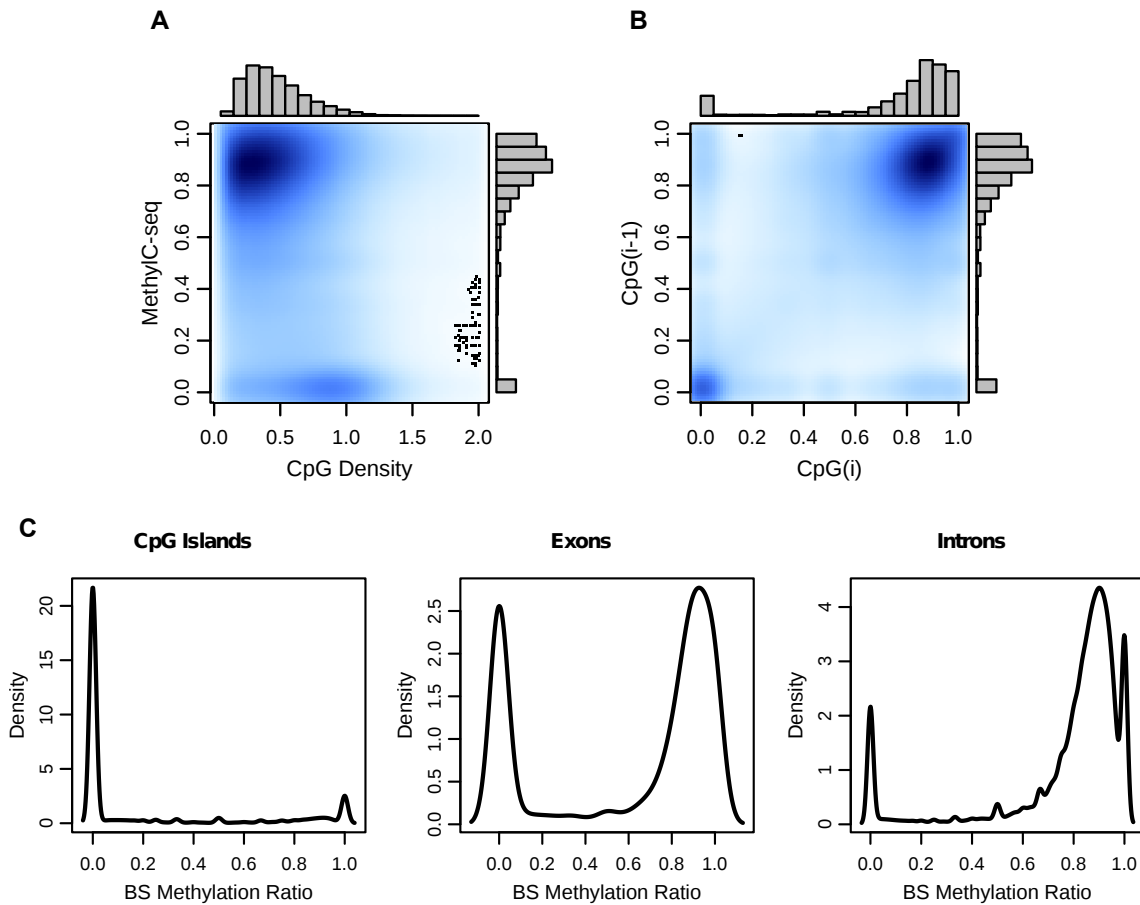 A
MethylC-seq
0.0 0.2 0.4 0.6 0.8 1.0
0.0 0.5 1.0 1.5 2.0
CpG Density
B
CpG(i-1)
0.0 0.2 0.4 0.6 0.8 1.0
0.0 0.2 0.4 0.6 0.8 1.0
CpG(i)
C
CpG Islands
Density
0 5 10 15 20
0.0 0.2 0.4 0.6 0.8 1.0
BS Methylation Ratio
Exons
Density
0.0 0.5 1.0 1.5 2.0 2.5
0.0 0.2 0.4 0.6 0.8 1.0
BS Methylation Ratio
Introns
Density
0 1 2 3 4
0.0 0.2 0.4 0.6 0.8 1.0
BS Methylation Ratio